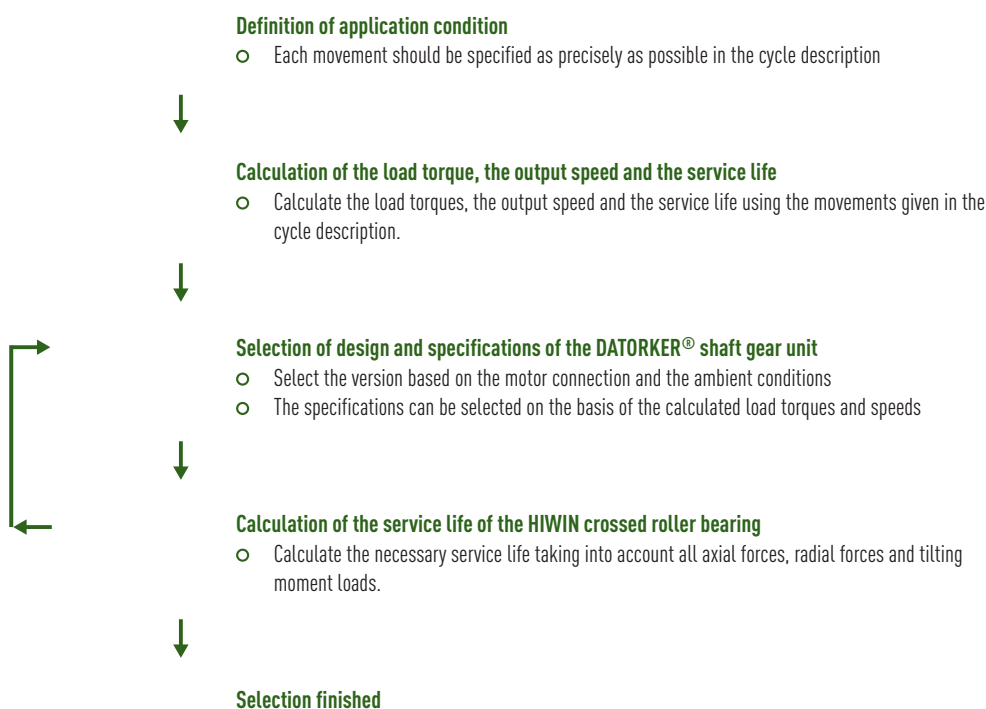 Definition of application condition
Each movement should be specified as precisely as possible in the cycle description
Calculation of the load torque, the output speed and the service life
Calculate the load torques, the output speed and the service life using the movements given in the
cycle description.
Selection of design and specifications of the DATORKER® shaft gear unit
Select the version based on the motor connection and the ambient conditions
The specifications can be selected on the basis of the calculated load torques and speeds
Calculation of the service life of the HIWIN crossed roller bearing
Calculate the necessary service life taking into account all axial forces, radial forces and tilting
moment loads.
Selection finished